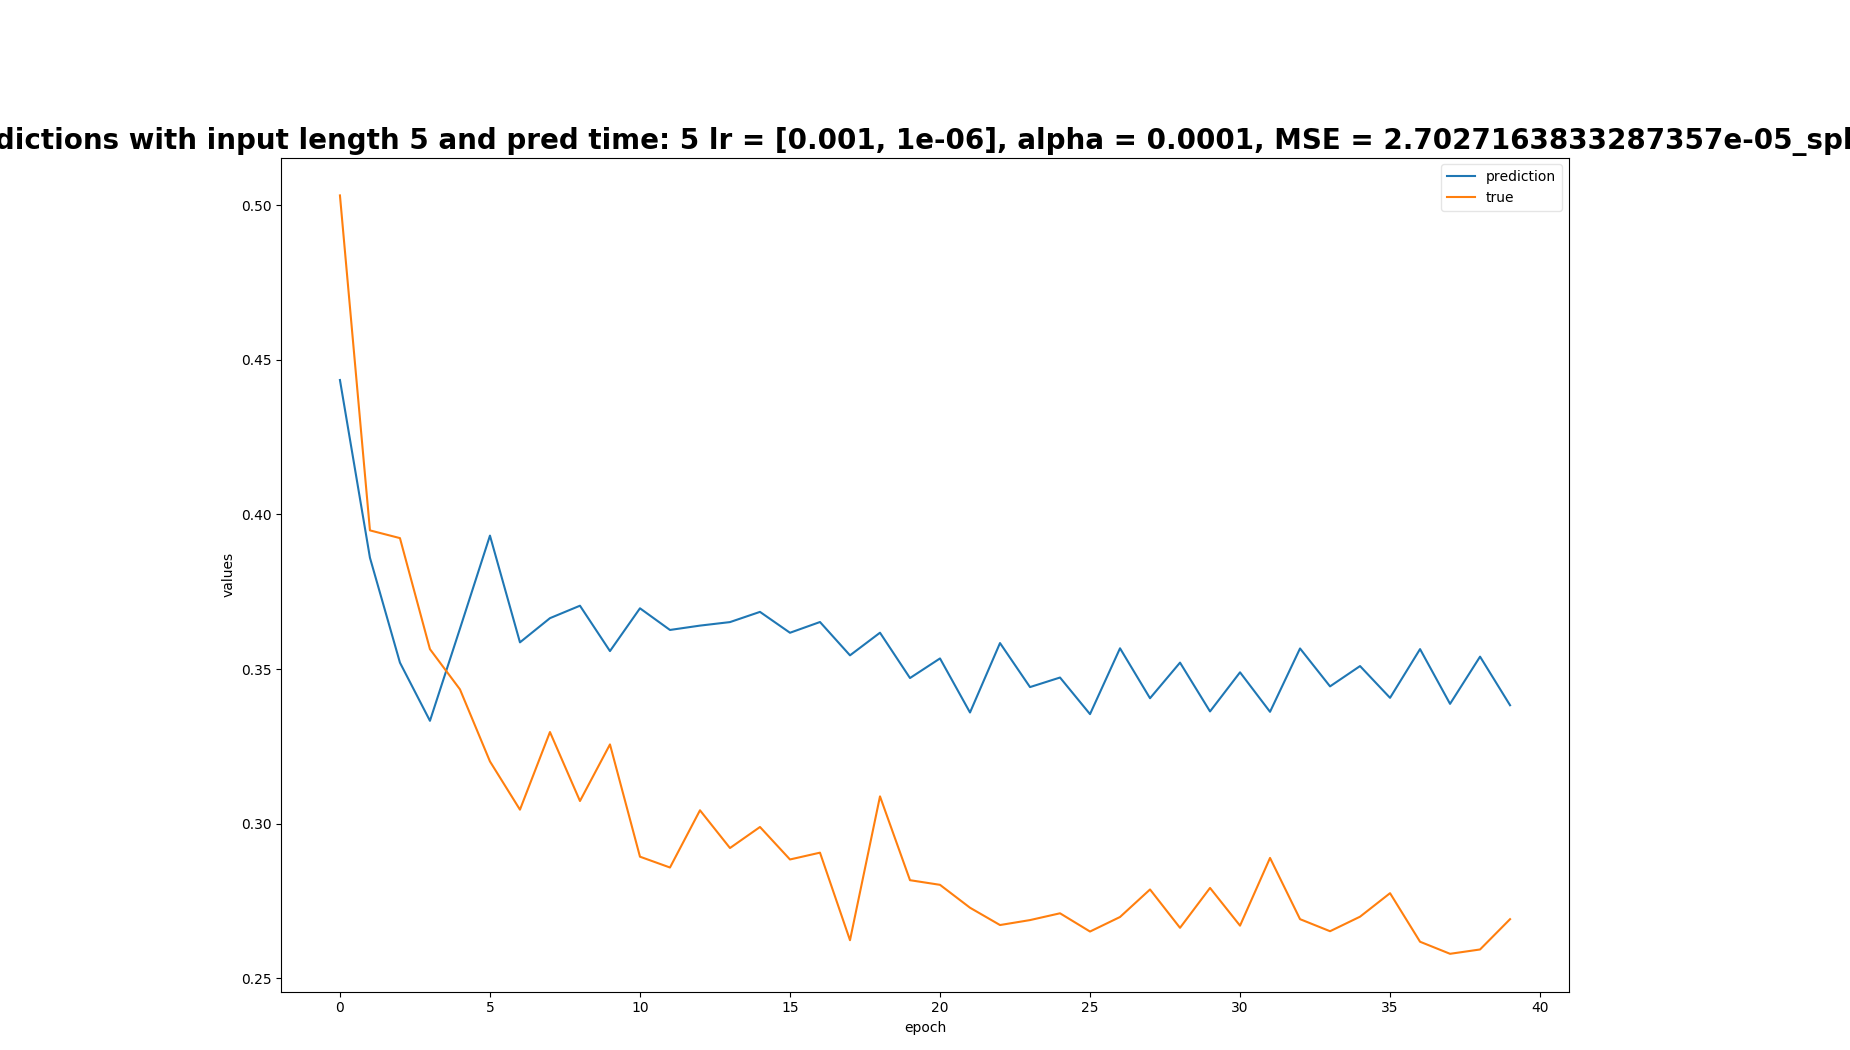 dictions with input length 5 and pred time: 5 lr = [0.001, 1e-06], alpha = 0.0001, MSE = 2.7027163833287357e-05_spl
prediction
true
0.50
0.45
0.40
0.35
0.30
0.25
values
0 5 10 15 20 25 30 35 40
epoch